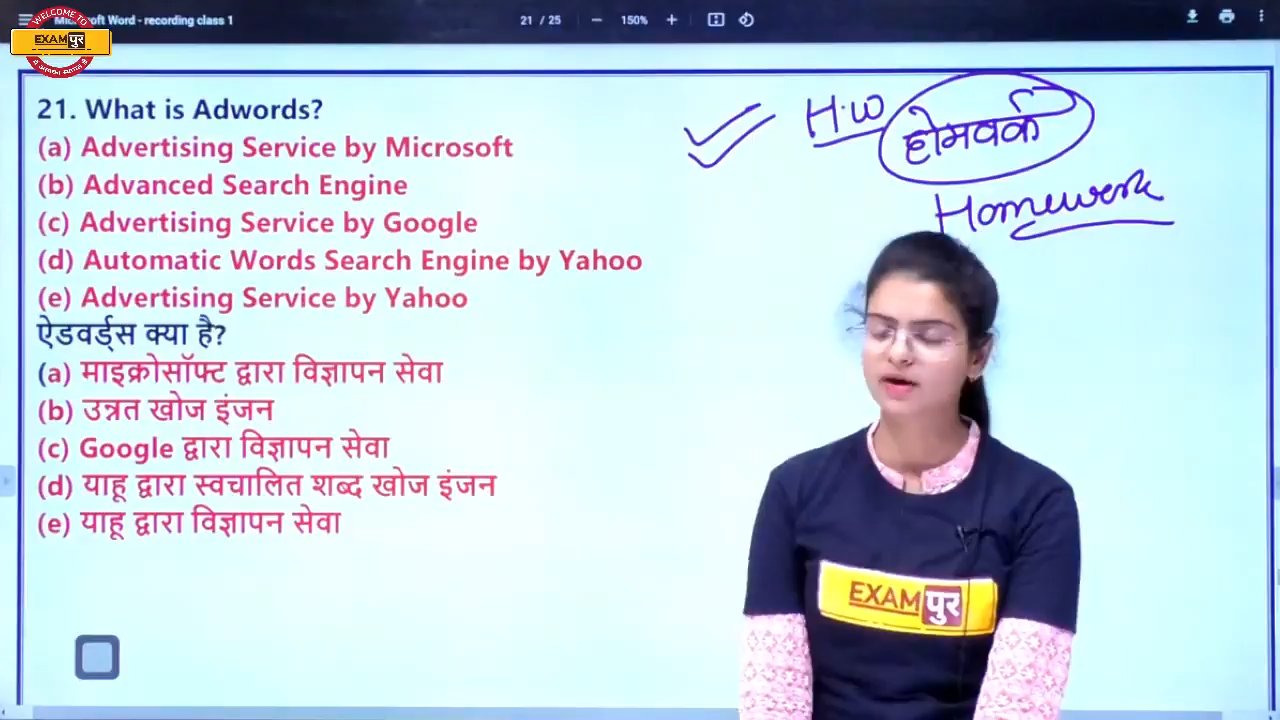 Microsoft Word - recording class 1
21 / 25
150%
WELCOME TO
EXAMपुर
21. What is Adwords?
(a) Advertising Service by Microsoft
(b) Advanced Search Engine
(c) Advertising Service by Google
(d) Automatic Words Search Engine by Yahoo
(e) Advertising Service by Yahoo
ऐडवर्ड्स क्या है?
(a) माइक्रोसॉफ्ट द्वारा विज्ञापन सेवा
(b) उन्नत खोज इंजन
(c) Google द्वारा विज्ञापन सेवा
(d) याहू द्वारा स्वचालित शब्द खोज इंजन
(e) याहू द्वारा विज्ञापन सेवा
H.W होमवर्क
Homework
EXAMपुर